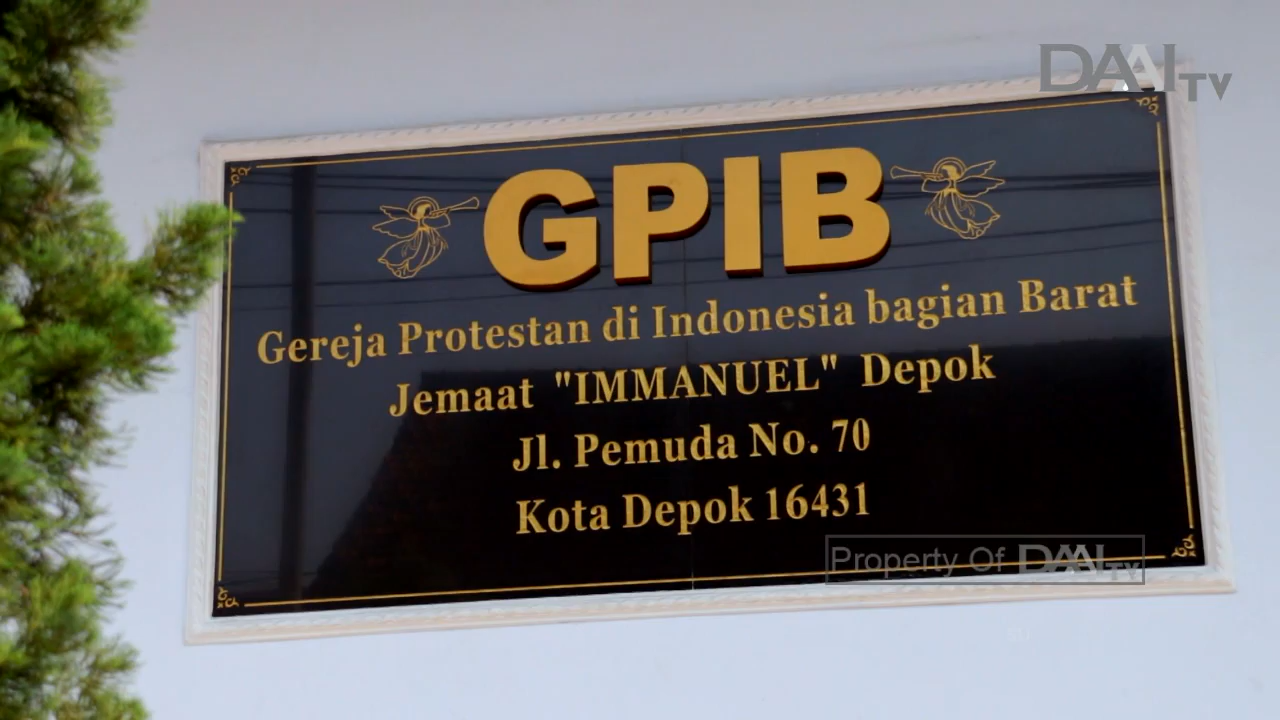 DAAI TV
GPIB
Gereja Protestan di Indonesia bagian Barat
Jemaat "IMMANUEL" Depok
Jl. Pemuda No. 70
Kota Depok 16431
Property Of DAAI TV